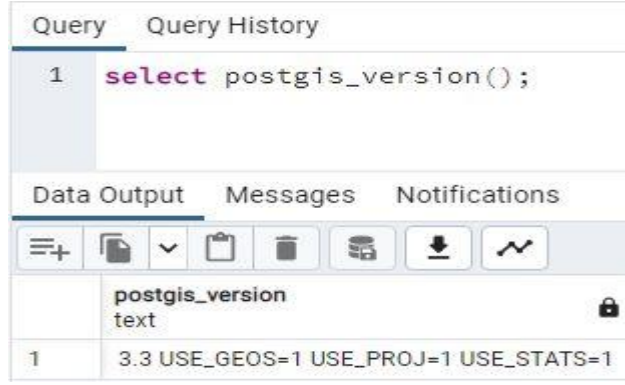 Query Query History
1 select postgis_version();
Data Output Messages Notifications
postgis_version
text
1 3.3 USE_GEOS=1 USE_PROJ=1 USE_STATS=1